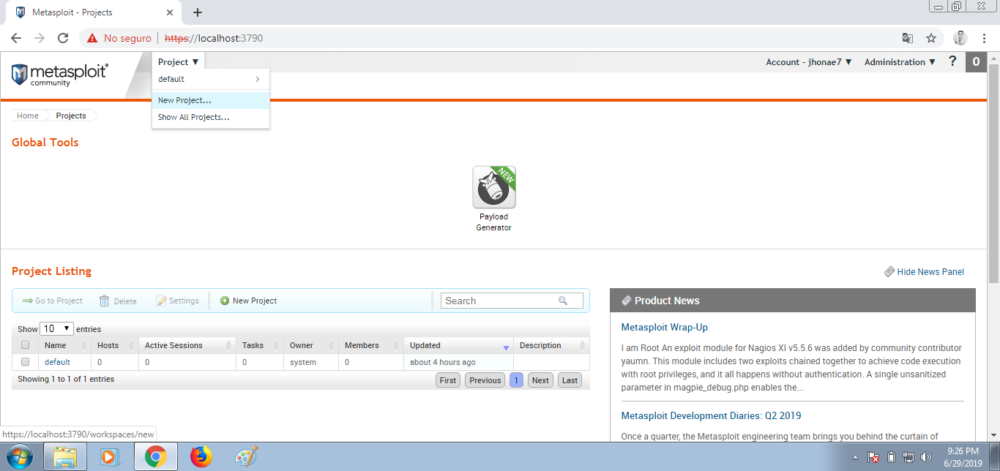 Metasploit - Projects
No seguro https://localhost:3790
metasploit®
community
Project ▼
Account - jhonae7 ▼ Administration ▼ ? 0
default
New Project...
Show All Projects...
Home Projects
Global Tools
NEW
Payload
Generator
Project Listing
Hide News Panel
Go to Project Delete Settings New Project Search
Show 10 entries
Name Hosts Active Sessions Tasks Owner Members Updated Description
default 0 0 0 system 0 about 4 hours ago
Showing 1 to 1 of 1 entries First Previous 1 Next Last
Product News
Metasploit Wrap-Up
I am Root An exploit module for Nagios XI v5.5.6 was added by community contributor
yaumn. This module includes two exploits chained together to achieve code execution
with root privileges, and it all happens without authentication. A single unsanitized
parameter in magpie_debug.php enables the...
Metasploit Development Diaries: Q2 2019
Once a quarter, the Metasploit engineering team brings you behind the curtain of
https://localhost:3790/workspaces/new
9:26 PM
6/29/2019